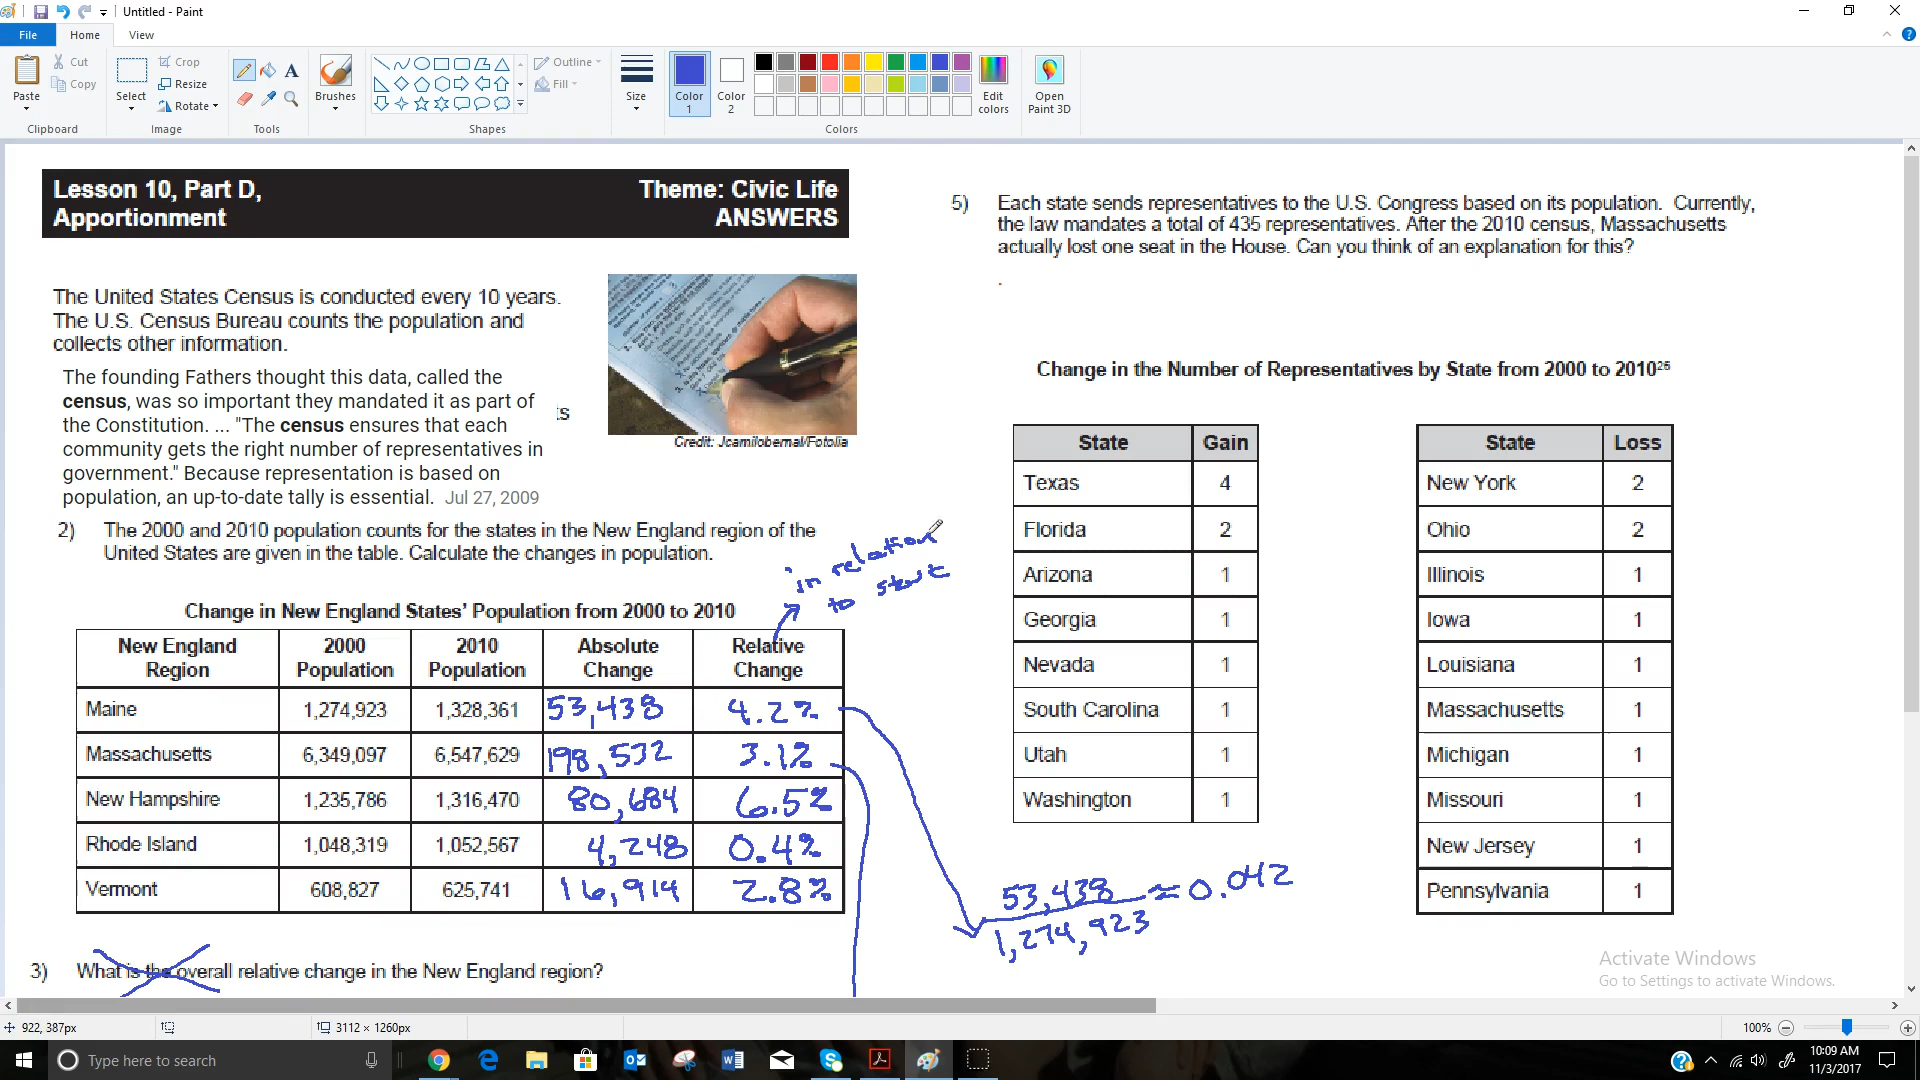 Untitled - Paint
File Home View
Paste Cut Copy Select Crop Resize Rotate Brushes Outline Fill Size Color 1 Color 2 Edit colors Open Paint 3D
Clipboard Image Tools Shapes Colors
Lesson 10, Part D, Theme: Civic Life
Apportionment ANSWERS
The United States Census is conducted every 10 years.
The U.S. Census Bureau counts the population and
collects other information.
The founding Fathers thought this data, called the
census, was so important they mandated it as part of
the Constitution. ... "The census ensures that each
community gets the right number of representatives in
government." Because representation is based on
population, an up-to-date tally is essential. Jul 27, 2009
ts
Credit: Jcamilobernal/Fotolia
2) The 2000 and 2010 population counts for the states in the New England region of the
United States are given in the table. Calculate the changes in population.
in relation
to start
Change in New England States' Population from 2000 to 2010
New England Region 2000 Population 2010 Population Absolute Change Relative Change
Maine 1,274,923 1,328,361 53,438 4.2%
Massachusetts 6,349,097 6,547,629 198,532 3.1%
New Hampshire 1,235,786 1,316,470 80,684 6.5%
Rhode Island 1,048,319 1,052,567 4,248 0.4%
Vermont 608,827 625,741 16,914 2.8%
3) What is the overall relative change in the New England region?
5) Each state sends representatives to the U.S. Congress based on its population. Currently,
the law mandates a total of 435 representatives. After the 2010 census, Massachusetts
actually lost one seat in the House. Can you think of an explanation for this?
Change in the Number of Representatives by State from 2000 to 2010
State Gain
Texas 4
Florida 2
Arizona 1
Georgia 1
Nevada 1
South Carolina 1
Utah 1
Washington 1
State Loss
New York 2
Ohio 2
Illinois 1
Iowa 1
Louisiana 1
Massachusetts 1
Michigan 1
Missouri 1
New Jersey 1
Pennsylvania 1
53,438 ≈ 0.042
1,274,923
Activate Windows
Go to Settings to activate Windows.
922, 387px 3112 × 1260px 100%
Type here to search
10:09 AM
11/3/2017